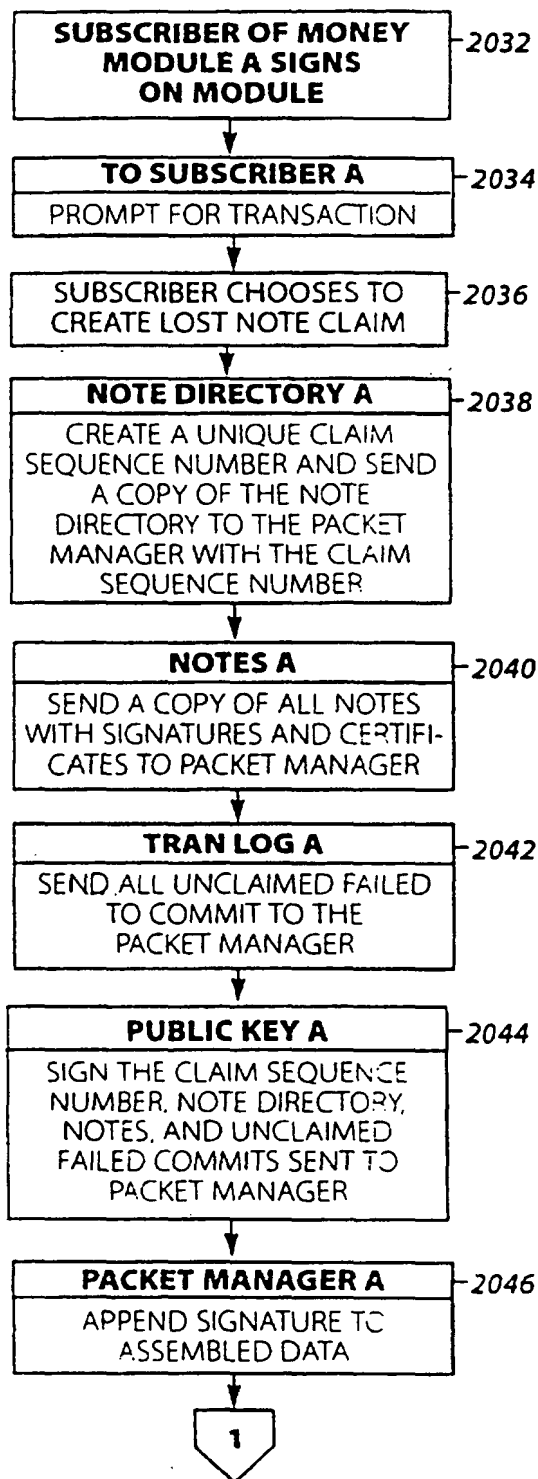 SUBSCRIBER OF MONEY
MODULE A SIGNS
ON MODULE
2032
TO SUBSCRIBER A
2034
PROMPT FOR TRANSACTION
SUBSCRIBER CHOOSES TO
CREATE LOST NOTE CLAIM
2036
NOTE DIRECTORY A
2038
CREATE A UNIQUE CLAIM
SEQUENCE NUMBER AND SEND
A COPY OF THE NOTE
DIRECTORY TO THE PACKET
MANAGER WITH THE CLAIM
SEQUENCE NUMBER
NOTES A
2040
SEND A COPY OF ALL NOTES
WITH SIGNATURES AND CERTIFI-
CATES TO PACKET MANAGER
TRAN LOG A
2042
SEND ALL UNCLAIMED FAILED
TO COMMIT TO THE
PACKET MANAGER
PUBLIC KEY A
2044
SIGN THE CLAIM SEQUENCE
NUMBER, NOTE DIRECTORY,
NOTES, AND UNCLAIMED
FAILED COMMITS SENT TO
PACKET MANAGER
PACKET MANAGER A
2046
APPEND SIGNATURE TO
ASSEMBLED DATA
1